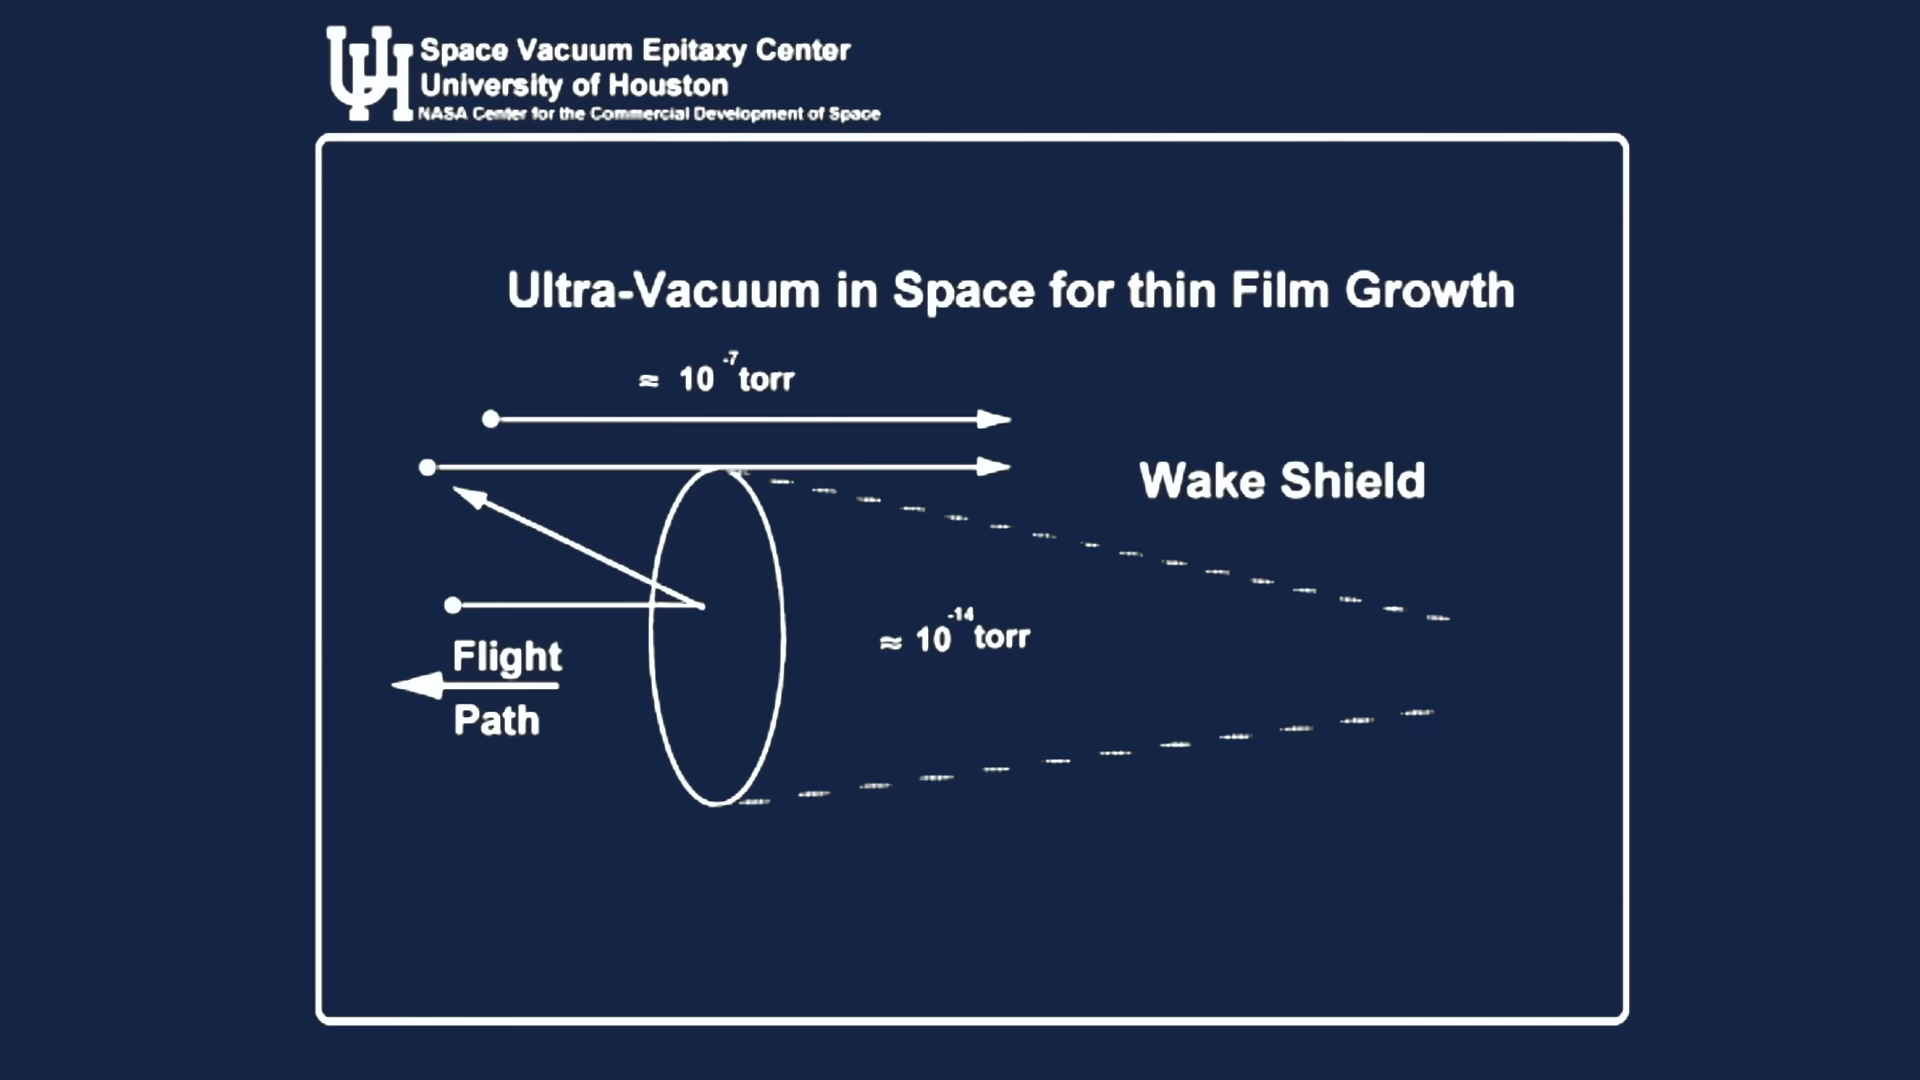 UH
Space Vacuum Epitaxy Center
University of Houston
NASA Center for the Commercial Development of Space
Ultra-Vacuum in Space for thin Film Growth
≈ 10⁻⁷ torr
Wake Shield
≈ 10⁻¹⁴ torr
Flight
Path